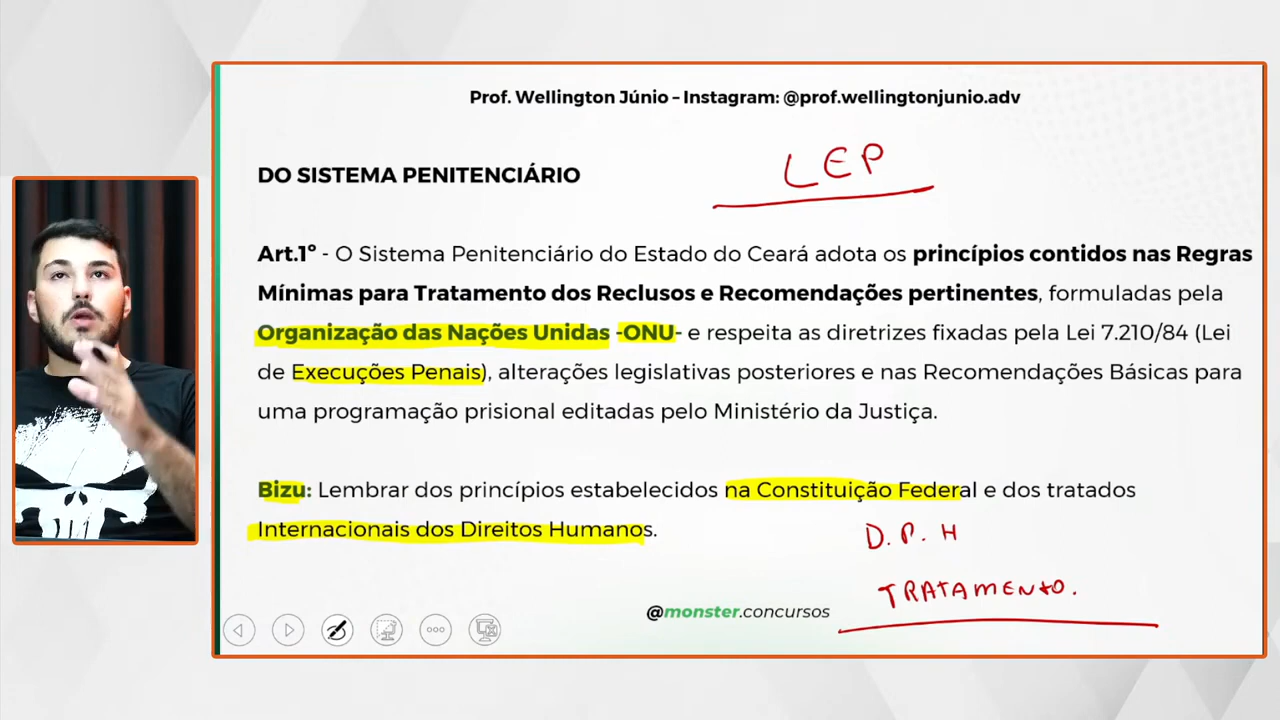 Prof. Wellington Júnio – Instagram: @prof.wellingtonjunio.adv
LEP
DO SISTEMA PENITENCIÁRIO
Art.1º - O Sistema Penitenciário do Estado do Ceará adota os princípios contidos nas Regras
Mínimas para Tratamento dos Reclusos e Recomendações pertinentes, formuladas pela
Organização das Nações Unidas -ONU- e respeita as diretrizes fixadas pela Lei 7.210/84 (Lei
de Execuções Penais), alterações legislativas posteriores e nas Recomendações Básicas para
uma programação prisional editadas pelo Ministério da Justiça.
Bizu: Lembrar dos princípios estabelecidos na Constituição Federal e dos tratados
Internacionais dos Direitos Humanos.
D. P. H
TRATAMENTO.
@monster.concursos